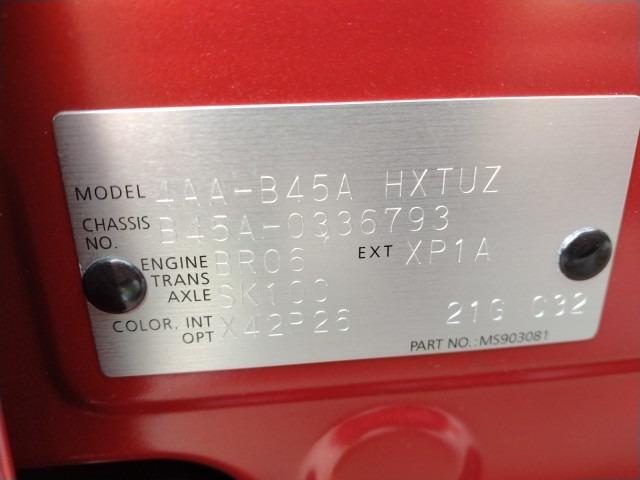 MODEL 4AA-B45A HXTUZ
CHASSIS NO. B45A-0336793
ENGINE BR06 EXT XP1A
TRANS AXLE SK100
COLOR, INT OPT X42P26 21G 032
PART NO.:MS903081